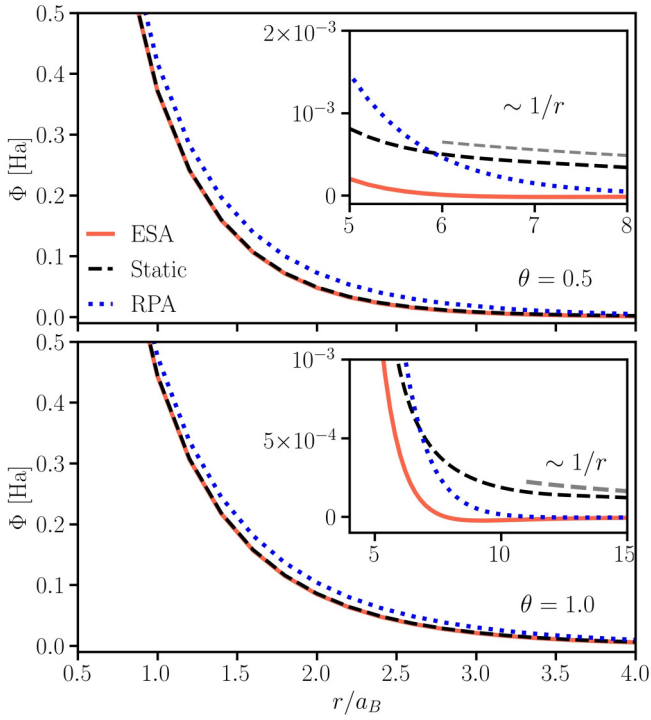 0.5
0.4
0.3
0.2
0.1
0.0
Φ [Ha]
2×10⁻³
10⁻³
0
5 6 7 8
~ 1/r
ESA
Static
RPA
θ = 0.5
0.5
0.4
0.3
0.2
0.1
0.0
Φ [Ha]
10⁻³
5×10⁻⁴
0
5 10 15
~ 1/r
θ = 1.0
0.5 1.0 1.5 2.0 2.5 3.0 3.5 4.0
r/a_B